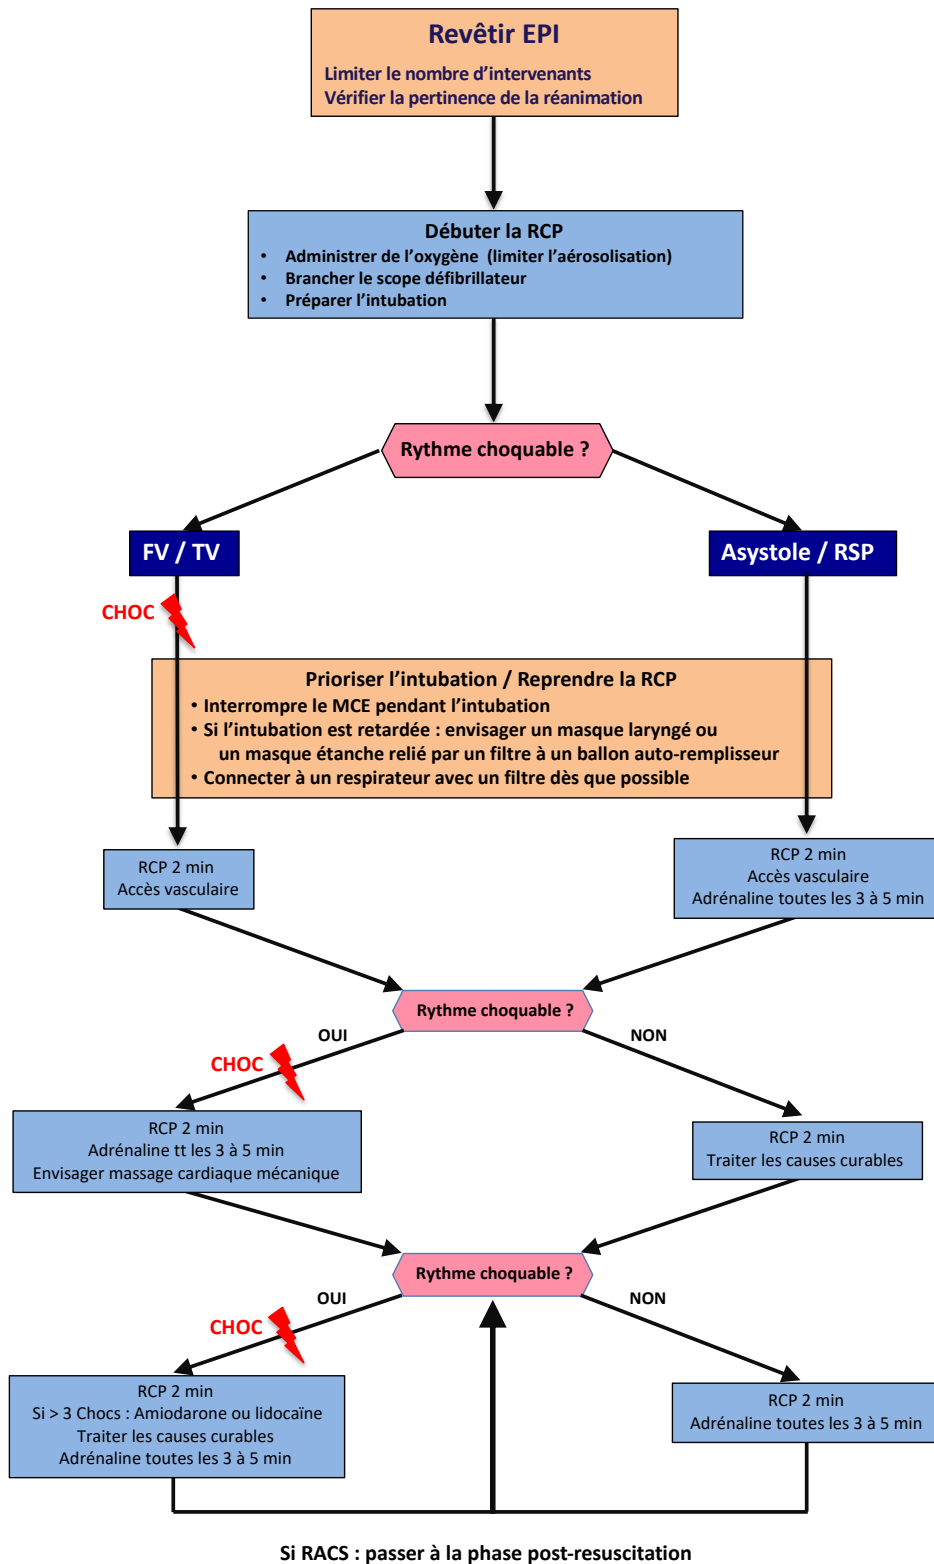 Revêtir EPI
Limiter le nombre d’intervenants
Vérifier la pertinence de la réanimation
Débuter la RCP
• Administrer de l’oxygène (limiter l’aérosolisation)
• Brancher le scope défibrillateur
• Préparer l’intubation
Rythme choquable ?
FV / TV
Asystole / RSP
CHOC
Prioriser l’intubation / Reprendre la RCP
• Interrompre le MCE pendant l’intubation
• Si l’intubation est retardée : envisager un masque laryngé ou
un masque étanche relié par un filtre à un ballon auto-remplisseur
• Connecter à un respirateur avec un filtre dès que possible
RCP 2 min
Accès vasculaire
RCP 2 min
Accès vasculaire
Adrénaline toutes les 3 à 5 min
Rythme choquable ?
OUI
NON
CHOC
RCP 2 min
Adrénaline tt les 3 à 5 min
Envisager massage cardiaque mécanique
RCP 2 min
Traiter les causes curables
Rythme choquable ?
OUI
NON
CHOC
RCP 2 min
Si > 3 Chocs : Amiodarone ou lidocaïne
Traiter les causes curables
Adrénaline toutes les 3 à 5 min
RCP 2 min
Adrénaline toutes les 3 à 5 min
Si RACS : passer à la phase post-resuscitation